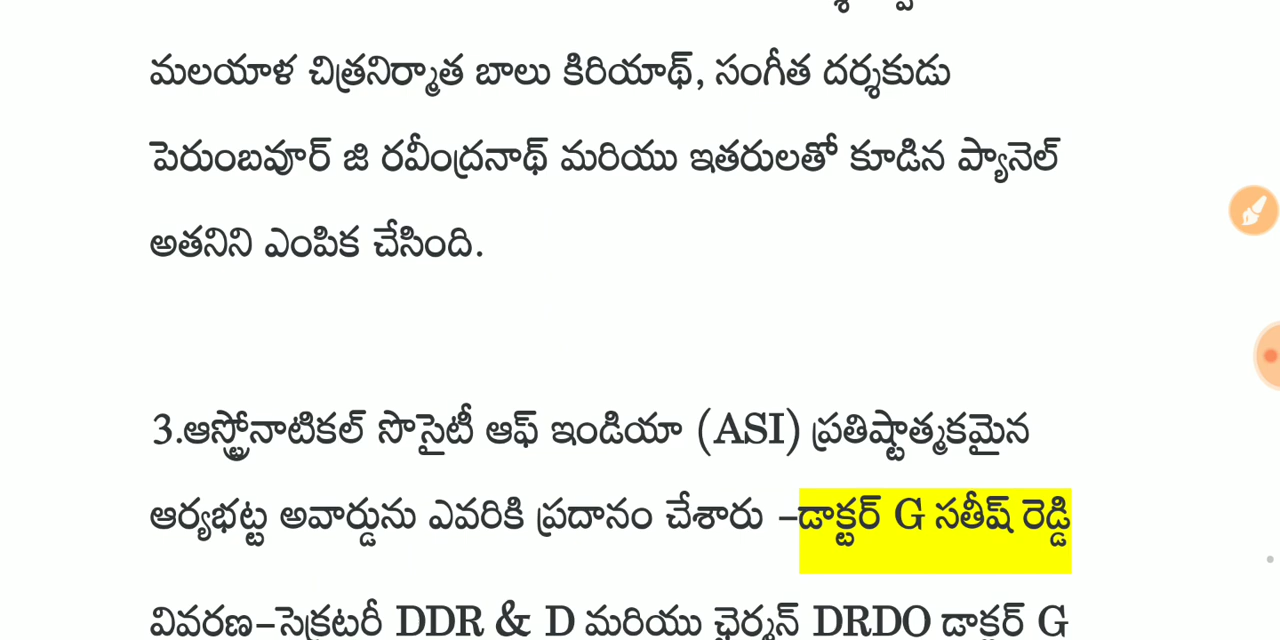 మలయాళ చిత్రనిర్మాత బాలు కిరియాథ్, సంగీత దర్శకుడు
పెరుంబవూర్ జి రవీంద్రనాథ్ మరియు ఇతరులతో కూడిన ప్యానెల్
అతనిని ఎంపిక చేసింది.
3.ఆస్ట్రోనాటికల్ సొసైటీ ఆఫ్ ఇండియా (ASI) ప్రతిష్టాత్మకమైన
ఆర్యభట్ట అవార్డును ఎవరికి ప్రదానం చేశారు –డాక్టర్ G సతీష్ రెడ్డి
వివరణ–సెక్రటరీ DDR & D మరియు ఛైర్మన్ DRDO డాక్టర్ G